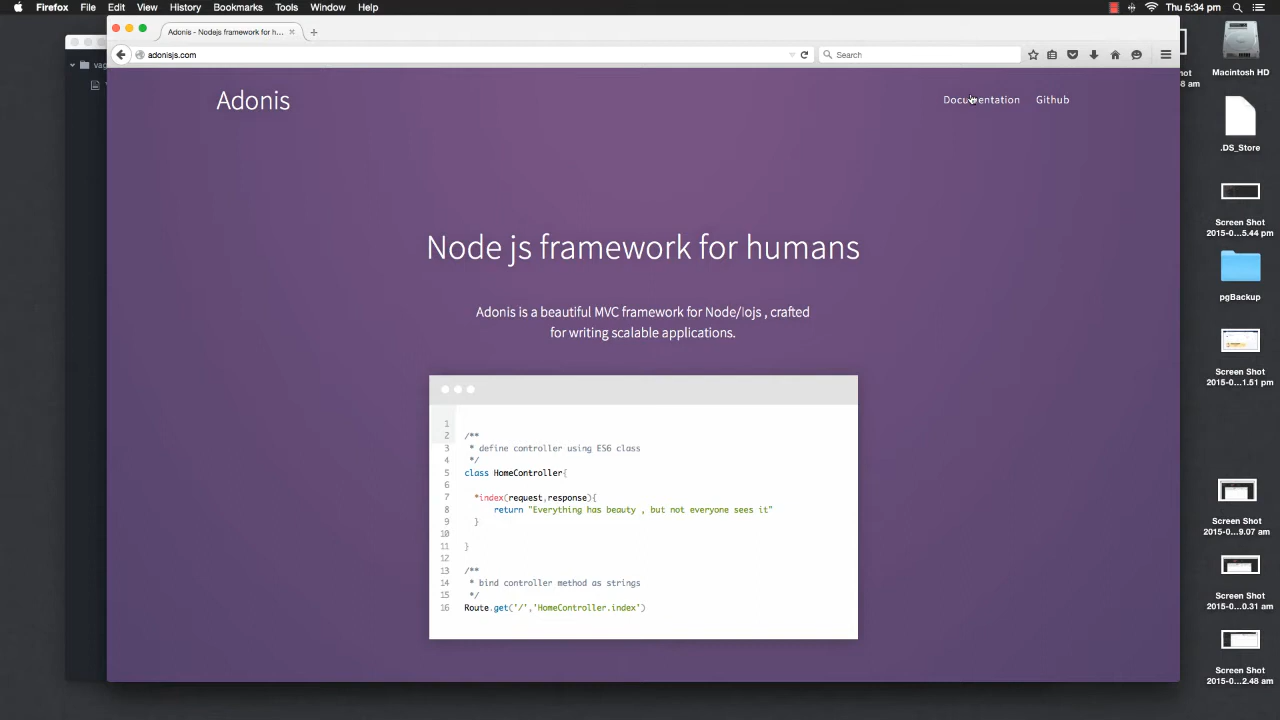 Firefox File Edit View History Bookmarks Tools Window Help Thu 5:34 pm
Adonis - Nodejs framework for h...
adonisjs.com
Search
vag
Adonis
Documentation Github
Node js framework for humans
Adonis is a beautiful MVC framework for Node/Iojs , crafted
for writing scalable applications.
1
2 /**
3 * define controller using ES6 class
4 */
5 class HomeController{
6
7 *index(request,response){
8 return "Everything has beauty , but not everyone sees it"
9 }
10
11 }
12
13 /**
14 * bind controller method as strings
15 */
16 Route.get('/','HomeController.index')
Macintosh HD
hot
8 am
.DS_Store
Screen Shot
2015-0...5.44 pm
pgBackup
Screen Shot
2015-0...1.51 pm
Screen Shot
2015-0...9.07 am
Screen Shot
2015-0...0.31 am
Screen Shot
2015-0...2.48 am